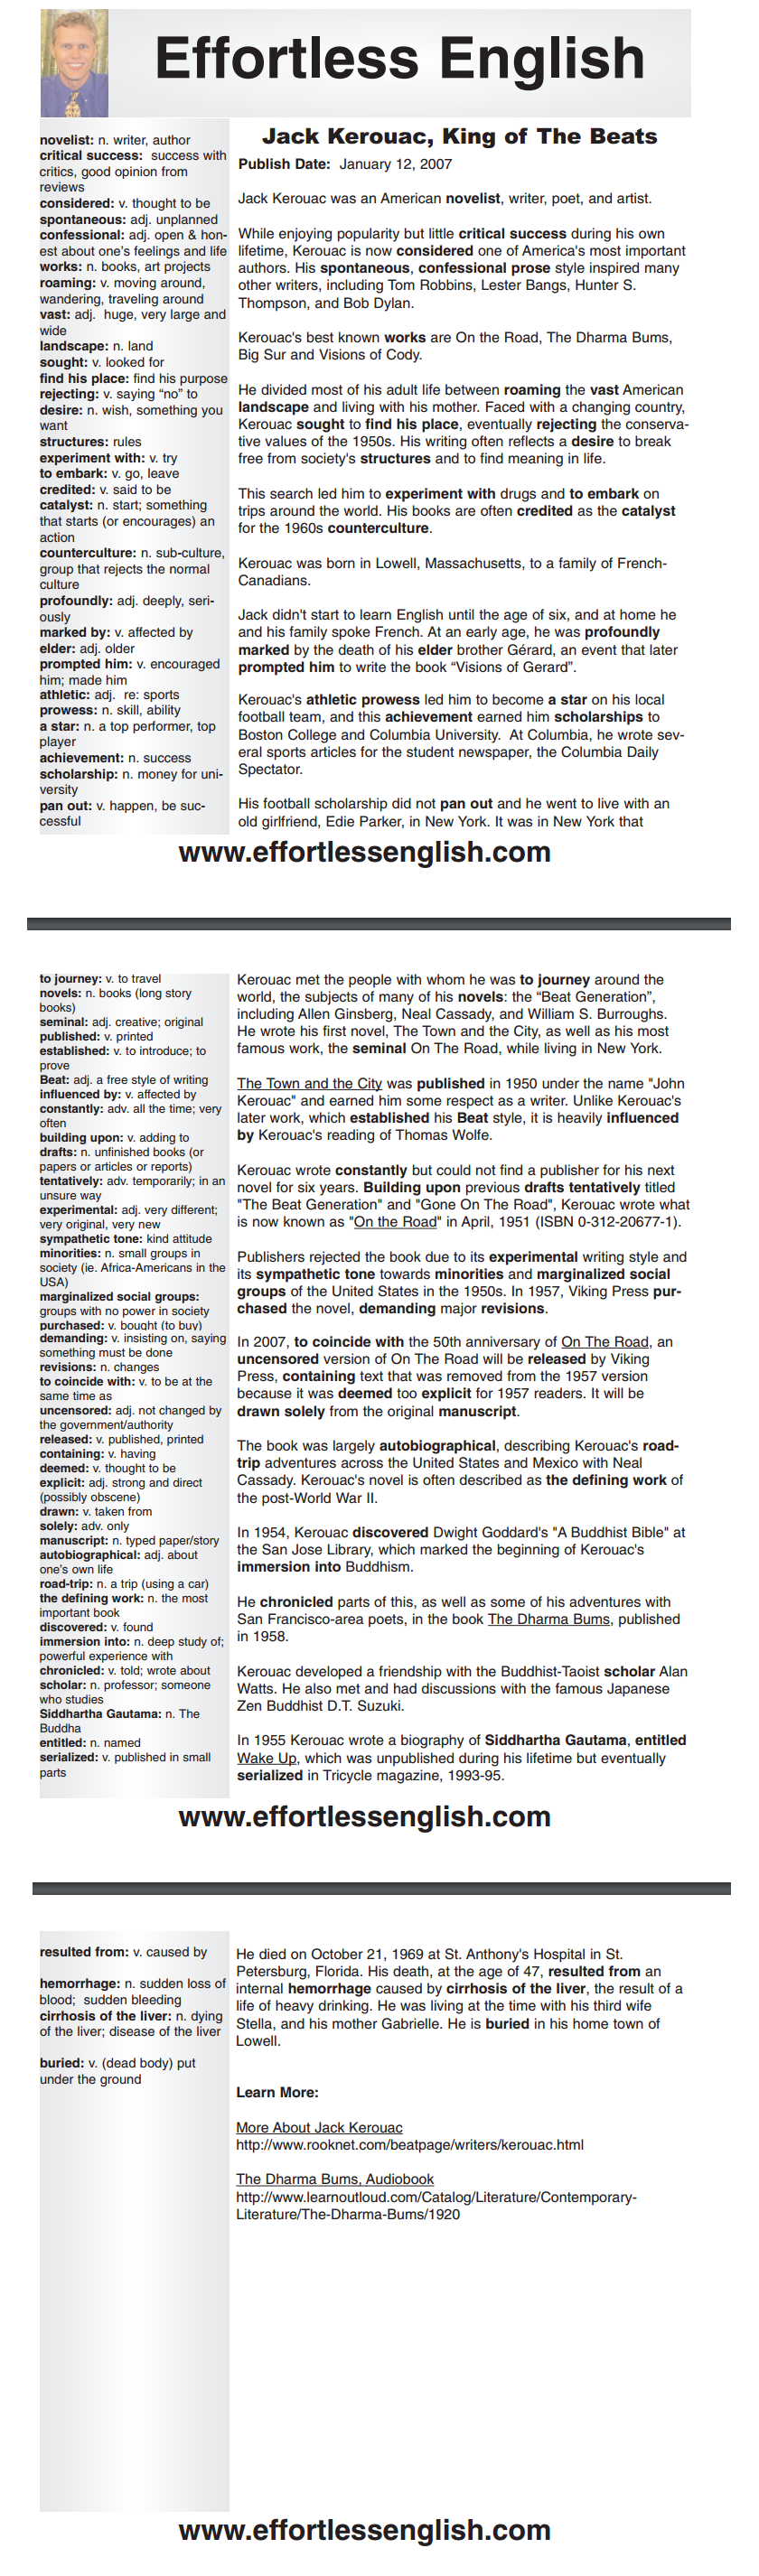 Effortless English
novelist: n. writer, author
critical success:  success with
critics, good opinion from
reviews
considered: v. thought to be
spontaneous: adj. unplanned
confessional: adj. open & hon-
est about one's feelings and life
works: n. books, art projects
roaming: v. moving around,
wandering, traveling around
vast: adj.  huge, very large and
wide
landscape: n. land
sought: v. looked for
find his place: find his purpose
rejecting: v. saying “no” to
desire: n. wish, something you
want
structures: rules
experiment with: v. try
to embark: v. go, leave
credited: v. said to be
catalyst: n. start; something
that starts (or encourages) an
action
counterculture: n. sub-culture,
group that rejects the normal
culture
profoundly: adj. deeply, seri-
ously
marked by: v. affected by
elder: adj. older
prompted him: v. encouraged
him; made him
athletic: adj.  re: sports
prowess: n. skill, ability
a star: n. a top performer, top
player
achievement: n. success
scholarship: n. money for uni-
versity
pan out: v. happen, be suc-
cessful
Jack Kerouac, King of The Beats
Publish Date:  January 12, 2007
Jack Kerouac was an American novelist, writer, poet, and artist.
While enjoying popularity but little critical success during his own
lifetime, Kerouac is now considered one of America's most important
authors. His spontaneous, confessional prose style inspired many
other writers, including Tom Robbins, Lester Bangs, Hunter S.
Thompson, and Bob Dylan.
Kerouac's best known works are On the Road, The Dharma Bums,
Big Sur and Visions of Cody.
He divided most of his adult life between roaming the vast American
landscape and living with his mother. Faced with a changing country,
Kerouac sought to find his place, eventually rejecting the conserva-
tive values of the 1950s. His writing often reflects a desire to break
free from society's structures and to find meaning in life.
This search led him to experiment with drugs and to embark on
trips around the world. His books are often credited as the catalyst
for the 1960s counterculture.
Kerouac was born in Lowell, Massachusetts, to a family of French-
Canadians.
Jack didn't start to learn English until the age of six, and at home he
and his family spoke French. At an early age, he was profoundly
marked by the death of his elder brother Gérard, an event that later
prompted him to write the book “Visions of Gerard”.
Kerouac's athletic prowess led him to become a star on his local
football team, and this achievement earned him scholarships to
Boston College and Columbia University.  At Columbia, he wrote sev-
eral sports articles for the student newspaper, the Columbia Daily
Spectator.
His football scholarship did not pan out and he went to live with an
old girlfriend, Edie Parker, in New York. It was in New York that
www.effortlessenglish.com
to journey: v. to travel
novels: n. books (long story
books)
seminal: adj. creative; original
published: v. printed
established: v. to introduce; to
prove
Beat: adj. a free style of writing
influenced by: v. affected by
constantly: adv. all the time; very
often
building upon: v. adding to
drafts: n. unfinished books (or
papers or articles or reports)
tentatively: adv. temporarily; in an
unsure way
experimental: adj. very different;
very original, very new
sympathetic tone: kind attitude
minorities: n. small groups in
society (ie. Africa-Americans in the
USA)
marginalized social groups:
groups with no power in society
purchased: v. bought (to buy)
demanding: v. insisting on, saying
something must be done
revisions: n. changes
to coincide with: v. to be at the
same time as
uncensored: adj. not changed by
the government/authority
released: v. published, printed
containing: v. having
deemed: v. thought to be
explicit: adj. strong and direct
(possibly obscene)
drawn: v. taken from
solely: adv. only
manuscript: n. typed paper/story
autobiographical: adj. about
one's own life
road-trip: n. a trip (using a car)
the defining work: n. the most
important book
discovered: v. found
immersion into: n. deep study of;
powerful experience with
chronicled: v. told; wrote about
scholar: n. professor; someone
who studies
Siddhartha Gautama: n. The
Buddha
entitled: n. named
serialized: v. published in small
parts
Kerouac met the people with whom he was to journey around the
world, the subjects of many of his novels: the “Beat Generation”,
including Allen Ginsberg, Neal Cassady, and William S. Burroughs.
He wrote his first novel, The Town and the City, as well as his most
famous work, the seminal On The Road, while living in New York.
The Town and the City was published in 1950 under the name "John
Kerouac" and earned him some respect as a writer. Unlike Kerouac's
later work, which established his Beat style, it is heavily influenced
by Kerouac's reading of Thomas Wolfe.
Kerouac wrote constantly but could not find a publisher for his next
novel for six years. Building upon previous drafts tentatively titled
"The Beat Generation" and "Gone On The Road", Kerouac wrote what
is now known as "On the Road" in April, 1951 (ISBN 0-312-20677-1).
Publishers rejected the book due to its experimental writing style and
its sympathetic tone towards minorities and marginalized social
groups of the United States in the 1950s. In 1957, Viking Press pur-
chased the novel, demanding major revisions.
In 2007, to coincide with the 50th anniversary of On The Road, an
uncensored version of On The Road will be released by Viking
Press, containing text that was removed from the 1957 version
because it was deemed too explicit for 1957 readers. It will be
drawn solely from the original manuscript.
The book was largely autobiographical, describing Kerouac's road-
trip adventures across the United States and Mexico with Neal
Cassady. Kerouac's novel is often described as the defining work of
the post-World War II.
In 1954, Kerouac discovered Dwight Goddard's "A Buddhist Bible" at
the San Jose Library, which marked the beginning of Kerouac's
immersion into Buddhism.
He chronicled parts of this, as well as some of his adventures with
San Francisco-area poets, in the book The Dharma Bums, published
in 1958.
Kerouac developed a friendship with the Buddhist-Taoist scholar Alan
Watts. He also met and had discussions with the famous Japanese
Zen Buddhist D.T. Suzuki.
In 1955 Kerouac wrote a biography of Siddhartha Gautama, entitled
Wake Up, which was unpublished during his lifetime but eventually
serialized in Tricycle magazine, 1993-95.
www.effortlessenglish.com
resulted from: v. caused by
hemorrhage: n. sudden loss of
blood;  sudden bleeding
cirrhosis of the liver: n. dying
of the liver; disease of the liver
buried: v. (dead body) put
under the ground
He died on October 21, 1969 at St. Anthony's Hospital in St.
Petersburg, Florida. His death, at the age of 47, resulted from an
internal hemorrhage caused by cirrhosis of the liver, the result of a
life of heavy drinking. He was living at the time with his third wife
Stella, and his mother Gabrielle. He is buried in his home town of
Lowell.
Learn More:
More About Jack Kerouac
http://www.rooknet.com/beatpage/writers/kerouac.html
The Dharma Bums, Audiobook
http://www.learnoutloud.com/Catalog/Literature/Contemporary-
Literature/The-Dharma-Bums/1920
www.effortlessenglish.com